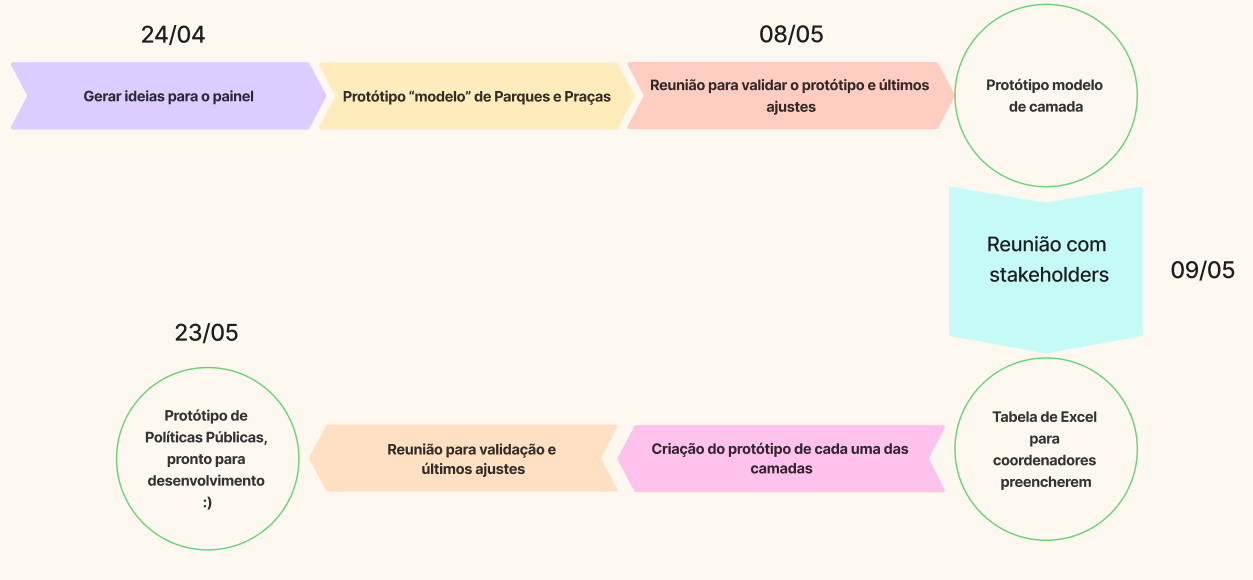 24/04
08/05
Gerar ideias para o painel
Protótipo “modelo” de Parques e Praças
Reunião para validar o protótipo e últimos
ajustes
Protótipo modelo
de camada
Reunião com
stakeholders
09/05
23/05
Tabela de Excel
para
coordenadores
preencherem
Criação do protótipo de cada uma das
camadas
Reunião para validação e
últimos ajustes
Protótipo de
Políticas Públicas,
pronto para
desenvolvimento
:)